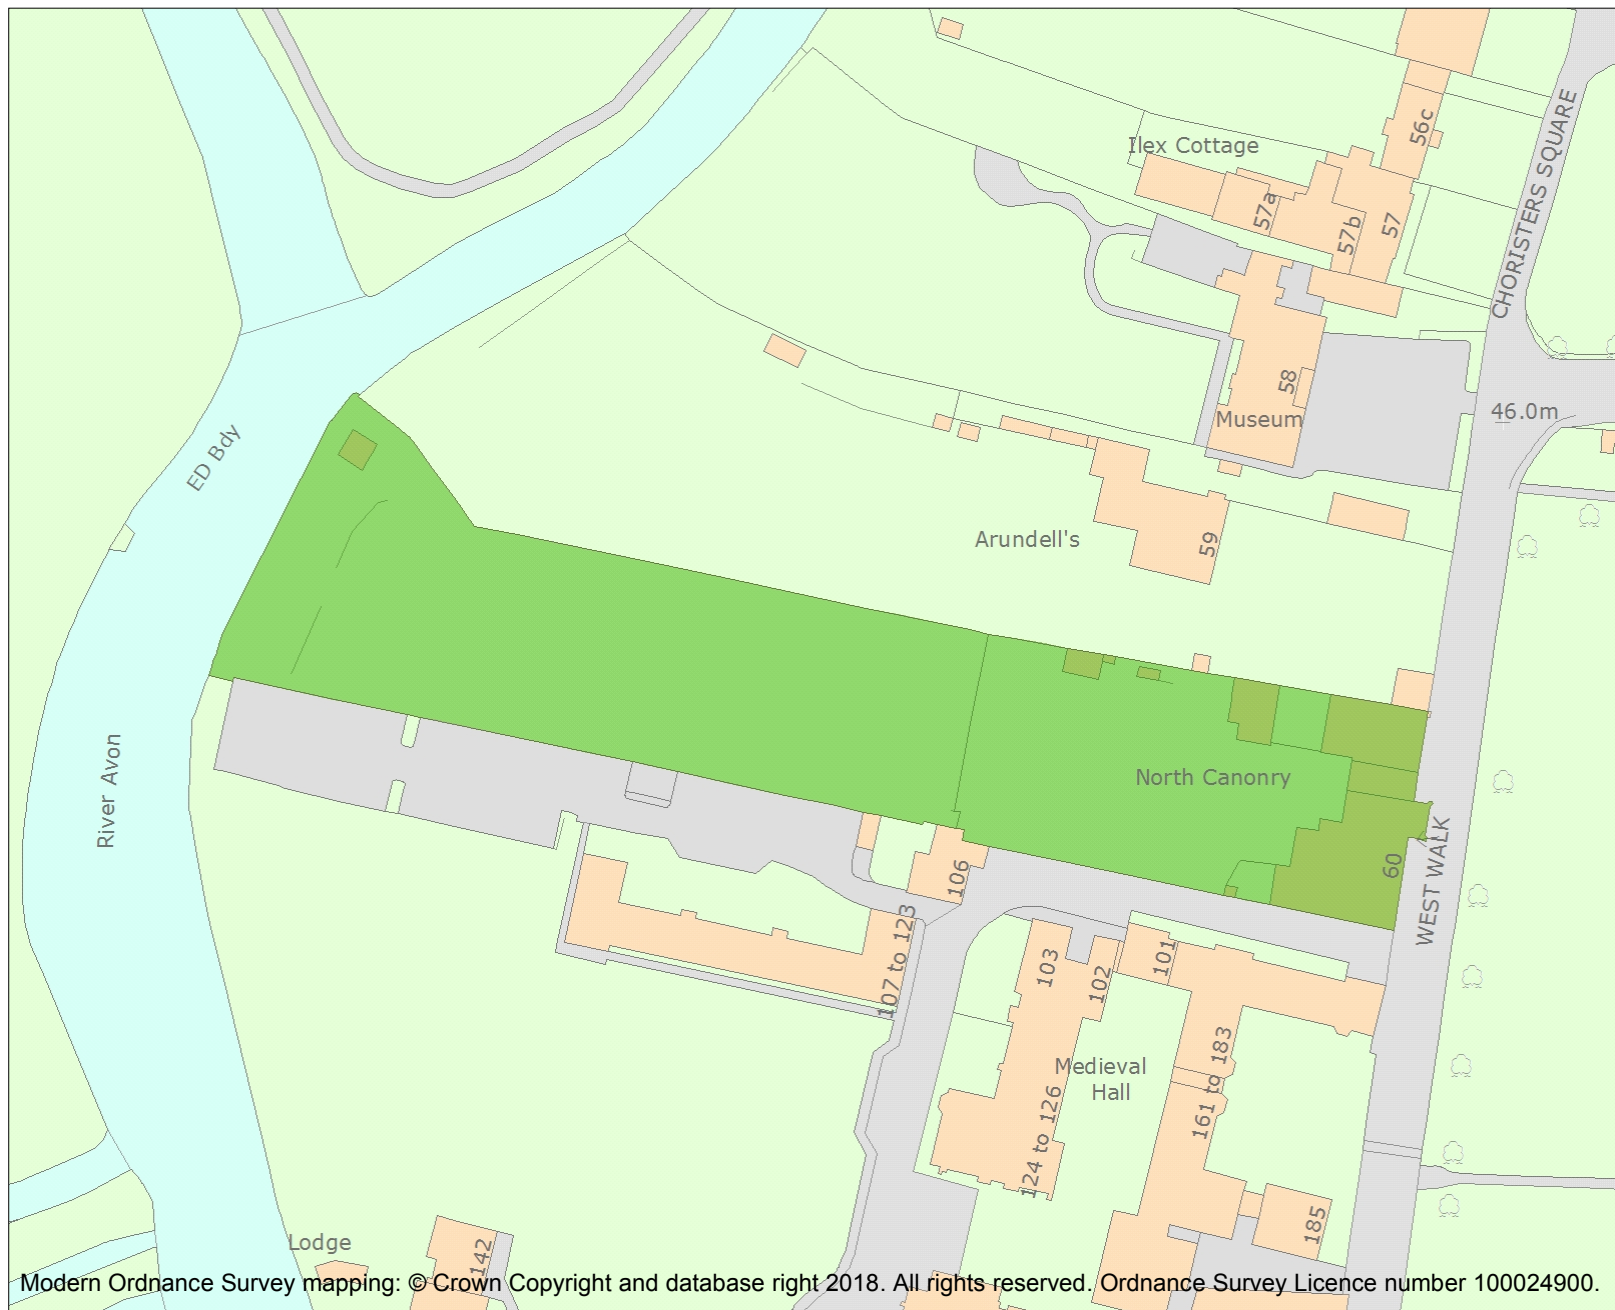 56c
CHORISTERS SQUARE
Ilex Cottage
57a
57b
57
58
Museum
46.0m
ED Bdy
Arundell's
59
River Avon
North Canonry
60
WEST WALK
106
107 to 123
103
102
101
Medieval
Hall
161 to 183
124 to 126
185
Lodge
142
Modern Ordnance Survey mapping: © Crown Copyright and database right 2018. All rights reserved. Ordnance Survey Licence number 100024900.